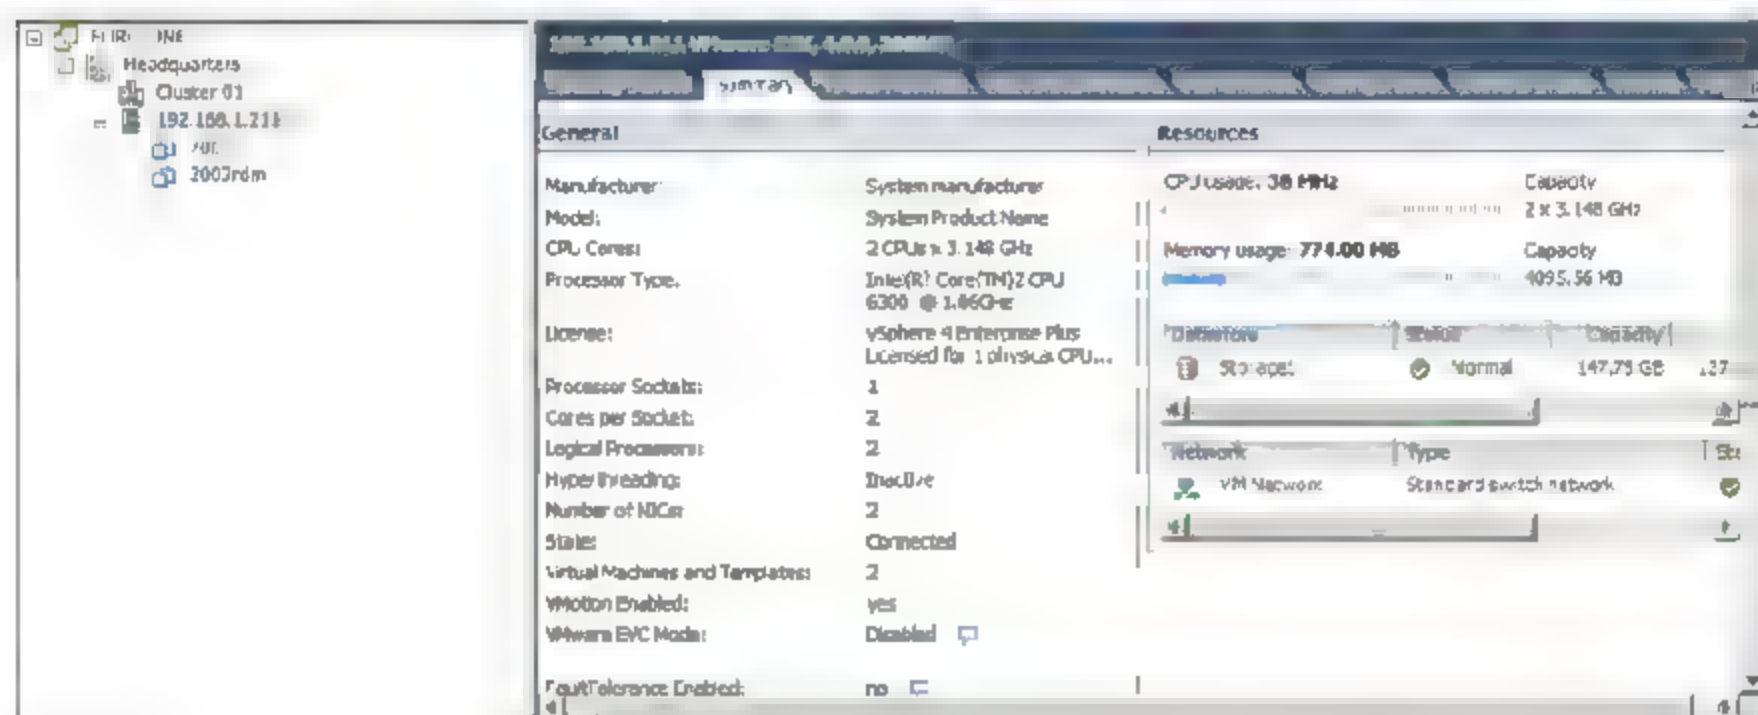 Headquarters
Cluster 01
192.168.1.211
2003rdm
Summary
General
Manufacturer: System manufacturer
Model: System Product Name
CPU Cores: 2 CPUs x 3.148 GHz
Processor Type: Intel(R) Core(TM)2 CPU
6300 @ 1.86GHz
License: vSphere 4 Enterprise Plus
Licensed for 1 physical CPU...
Processor Sockets: 1
Cores per Socket: 2
Logical Processors: 2
Hyperthreading: Inactive
Number of NICs: 2
State: Connected
Virtual Machines and Templates: 2
VMotion Enabled: yes
VMware EVC Mode: Disabled
Fault Tolerance Enabled: no
Resources
CPU usage: 38 MHz Capacity
2 x 3.148 GHz
Memory usage: 774.00 MB Capacity
4095.56 MB
Datastore Status Capacity
Storage1 Normal 147.75 GB 137
Network Type Sta
VM Network Standard switch network